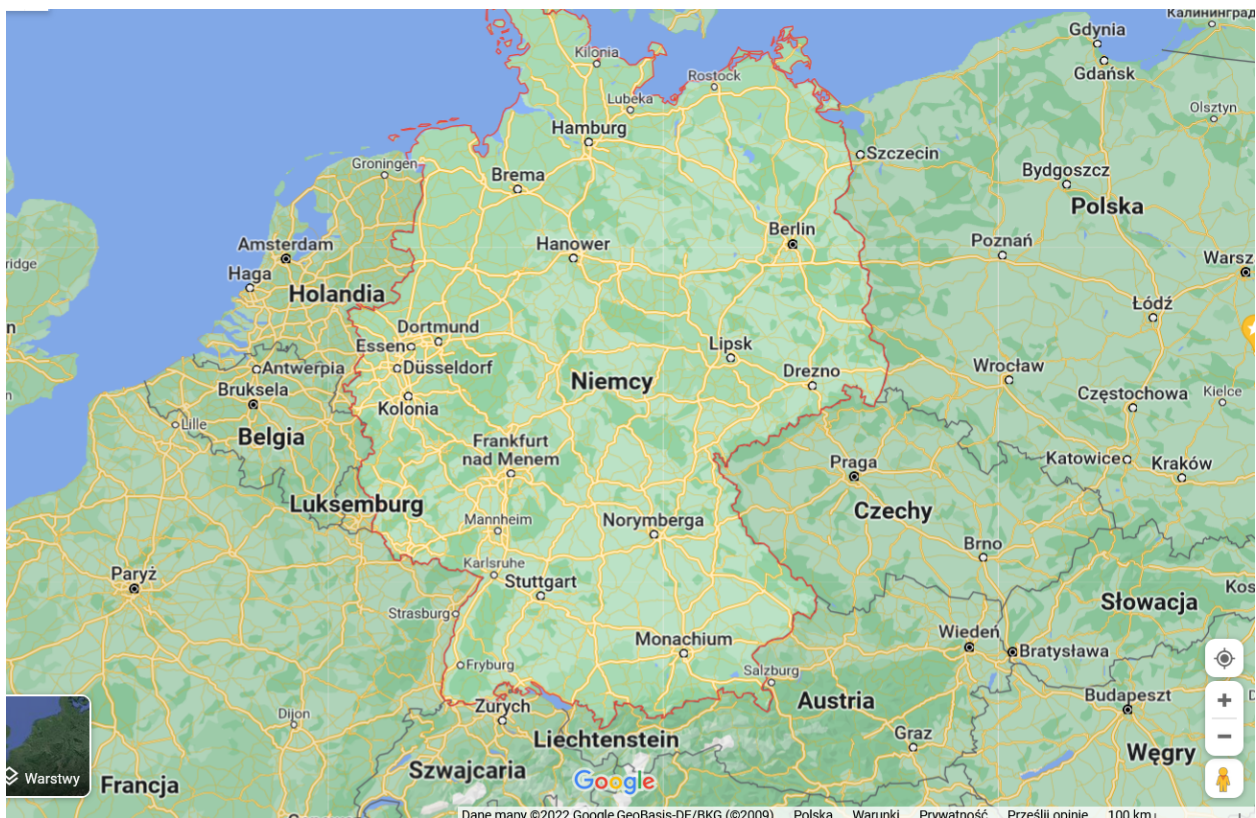 Калининград
Gdynia
Gdańsk
Kilonia
Rostock
Lubeka
Olsztyn
Hamburg
Szczecin
Groningen
Brema
Bydgoszcz
Polska
Berlin
Amsterdam
Hanower
Poznań
ridge
Warsz
Haga
Holandia
Łódź
n
Dortmund
Essen
Lipsk
Antwerpia
Düsseldorf
Niemcy
Drezno
Wrocław
Bruksela
Częstochowa
Kielce
Kolonia
Lille
Belgia
Frankfurt
nad Menem
Praga
Katowice
Kraków
Luksemburg
Czechy
Mannheim
Norymberga
Brno
Karlsruhe
Paryż
Stuttgart
Kos
Słowacja
Strasburg
Monachium
Wiedeń
Bratysława
Fryburg
Salzburg
Austria
Budapeszt
D
Zurych
Dijon
Liechtenstein
Graz
Węgry
Szwajcaria
Warstwy
Francja
Google
Dane mapy ©2022 Google,GeoBasis-DE/BKG (©2009) Polska Warunki Prywatność Prześlij opinię 100 km